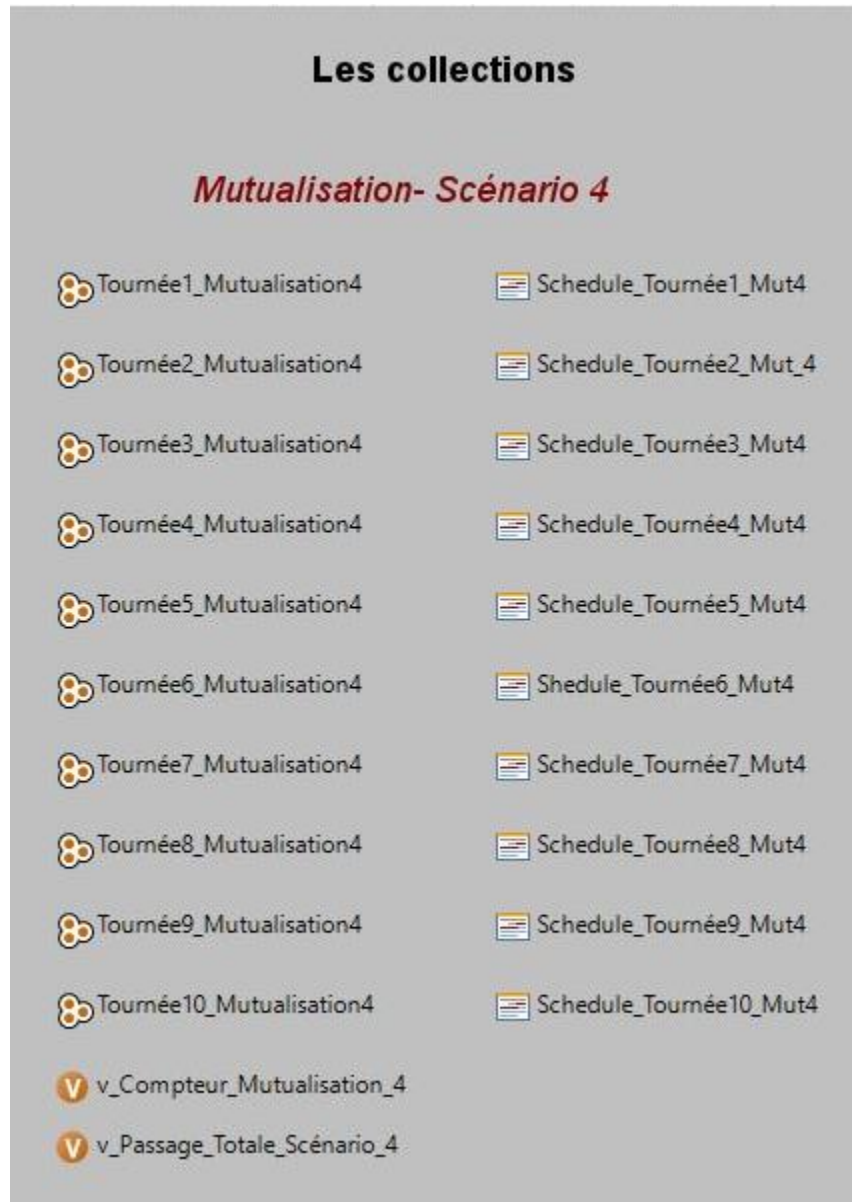 Les collections
Mutualisation- Scénario 4
Tournée1_Mutualisation4 Schedule_Tournée1_Mut4
Tournée2_Mutualisation4 Schedule_Tournée2_Mut_4
Tournée3_Mutualisation4 Schedule_Tournée3_Mut4
Tournée4_Mutualisation4 Schedule_Tournée4_Mut4
Tournée5_Mutualisation4 Schedule_Tournée5_Mut4
Tournée6_Mutualisation4 Shedule_Tournée6_Mut4
Tournée7_Mutualisation4 Schedule_Tournée7_Mut4
Tournée8_Mutualisation4 Schedule_Tournée8_Mut4
Tournée9_Mutualisation4 Schedule_Tournée9_Mut4
Tournée10_Mutualisation4 Schedule_Tournée10_Mut4
V v_Compteur_Mutualisation_4
V v_Passage_Totale_Scénario_4